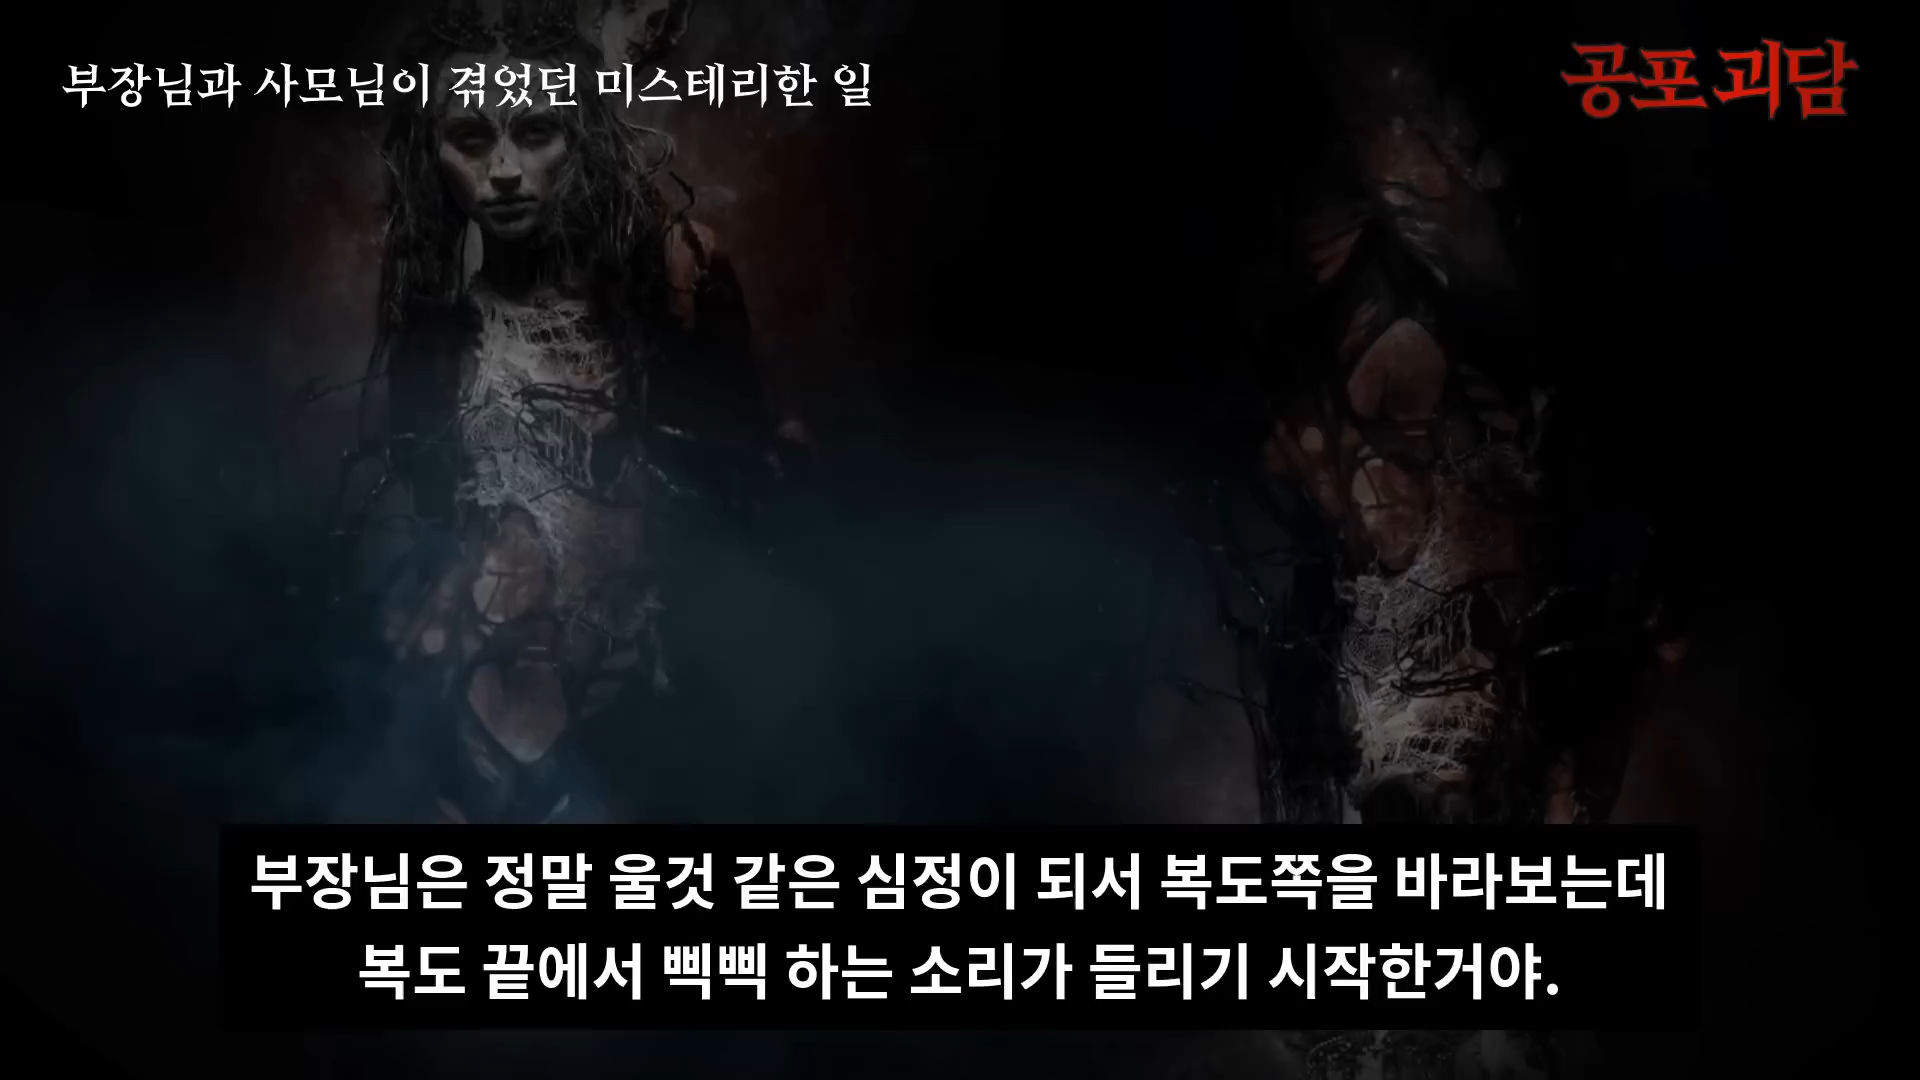 부장님과 사모님이 겪었던 미스테리한 일
공포 괴담
부장님은 정말 울것 같은 심정이 되서 복도쪽을 바라보는데
복도 끝에서 삑삑 하는 소리가 들리기 시작한거야.